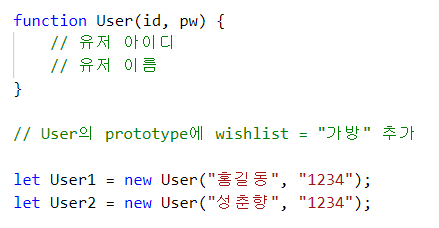 function User(id, pw) {
// 유저 아이디
// 유저 이름
}
// User의 prototype에 wishlist = "가방" 추가
let User1 = new User("홍길동", "1234");
let User2 = new User("성춘향", "1234");